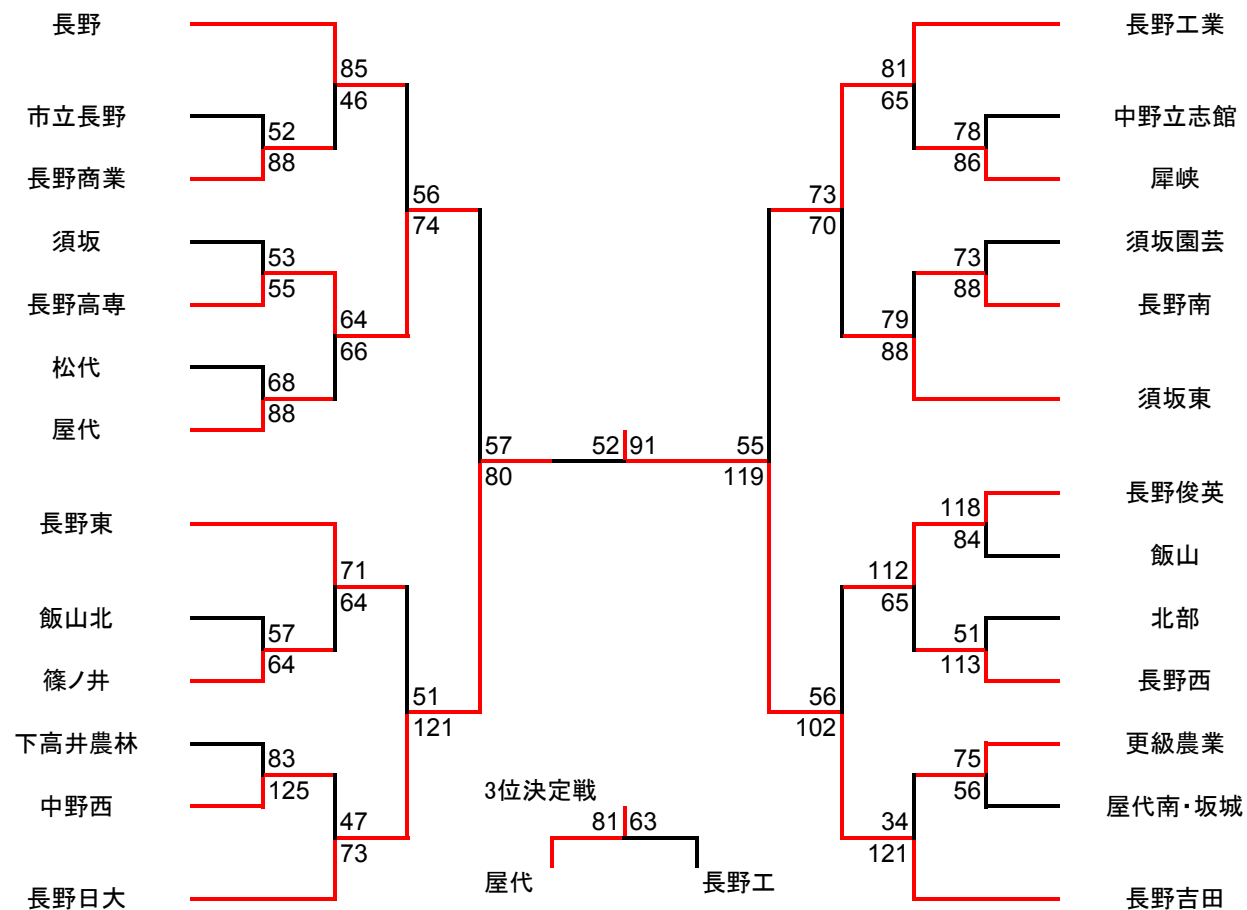 長野
85
46
市立長野
52
88
長野商業
56
74
須坂
53
55
長野高専
64
66
松代
68
88
屋代
57
80
長野東
71
64
飯山北
57
64
篠ノ井
51
121
下高井農林
83
125
中野西
47
73
長野日大
52 91
3位決定戦
81 63
屋代
長野工
長野工業
81
65
中野立志館
78
86
犀峡
73
70
須坂園芸
73
88
長野南
79
88
須坂東
55
119
長野俊英
118
84
飯山
112
65
北部
51
113
長野西
56
102
更級農業
75
56
屋代南・坂城
34
121
長野吉田